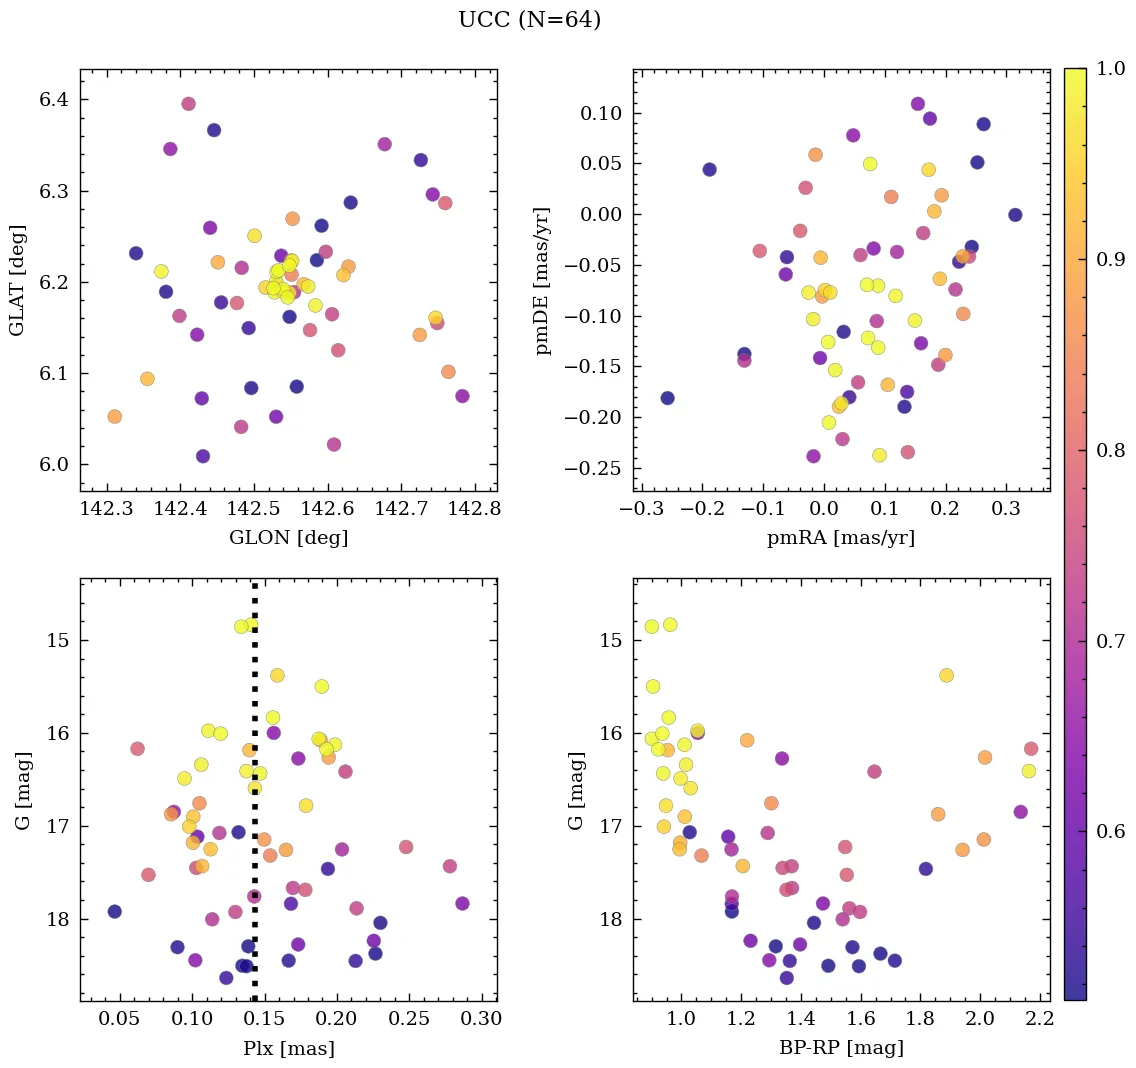 UCC (N=64)
6.4
6.3
6.2
6.1
6.0
GLAT [deg]
142.3 142.4 142.5 142.6 142.7 142.8
GLON [deg]
0.10
0.05
0.00
−0.05
−0.10
−0.15
−0.20
−0.25
pmDE [mas/yr]
−0.3 −0.2 −0.1 0.0 0.1 0.2 0.3
pmRA [mas/yr]
15
16
17
18
G [mag]
0.05 0.10 0.15 0.20 0.25 0.30
Plx [mas]
15
16
17
18
G [mag]
1.0 1.2 1.4 1.6 1.8 2.0 2.2
BP-RP [mag]
1.0
0.9
0.8
0.7
0.6